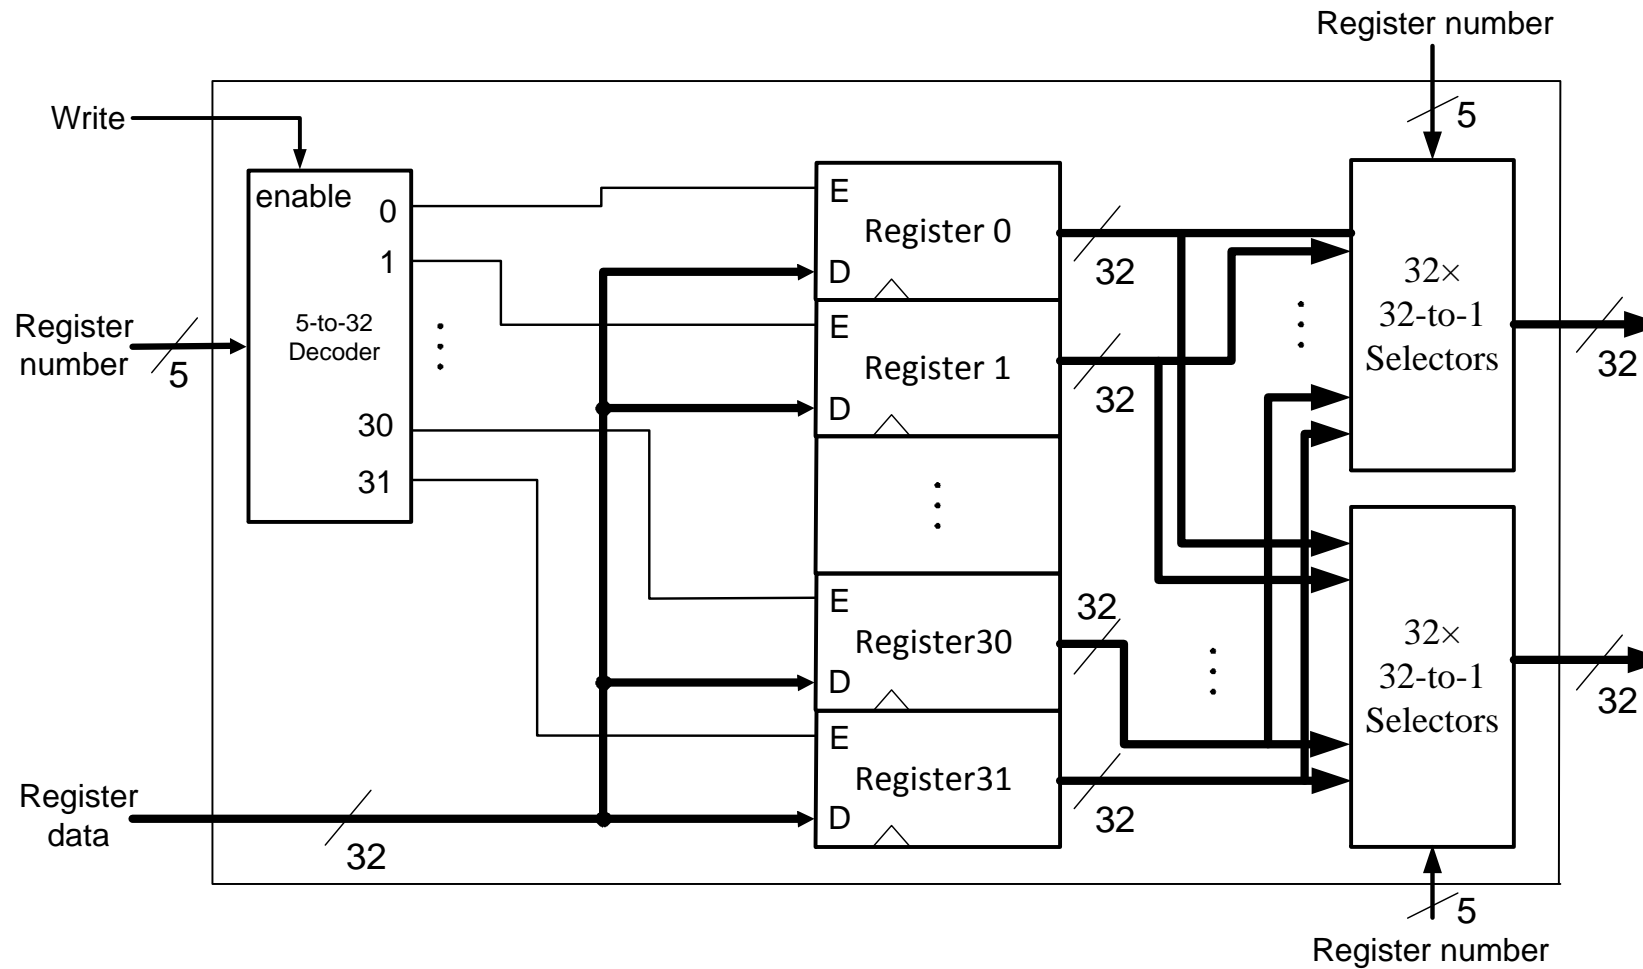 Register number
5
Write
enable
0
1
5-to-32
Decoder
30
31
Register
number
5
E
Register 0
D
32
E
Register 1
D
32
E
Register30
D
32
E
Register31
D
32
32×
32-to-1
Selectors
32
32×
32-to-1
Selectors
32
Register
data
32
5
Register number